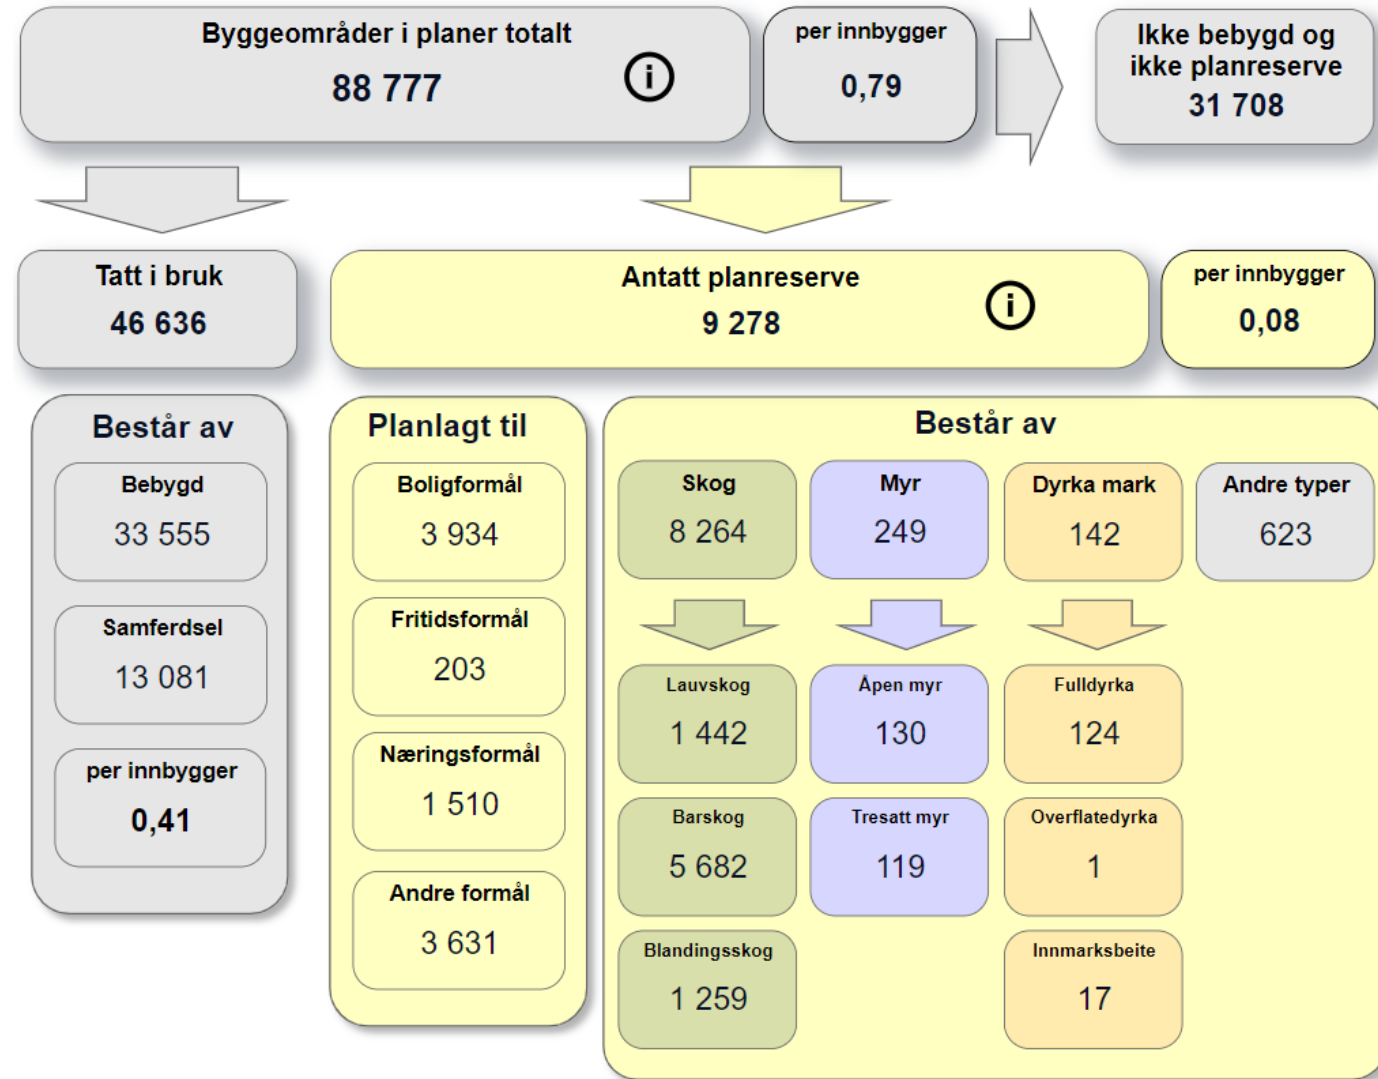 Byggeområder i planer totalt
88 777
per innbygger
0,79
Ikke bebygd og
ikke planreserve
31 708
Tatt i bruk
46 636
Antatt planreserve
9 278
per innbygger
0,08
Består av
Bebygd
33 555
Samferdsel
13 081
per innbygger
0,41
Planlagt til
Boligformål
3 934
Fritidsformål
203
Næringsformål
1 510
Andre formål
3 631
Består av
Skog
8 264
Myr
249
Dyrka mark
142
Andre typer
623
Lauvskog
1 442
Åpen myr
130
Fulldyrka
124
Barskog
5 682
Tresatt myr
119
Overflatedyrka
1
Blandingsskog
1 259
Innmarksbeite
17